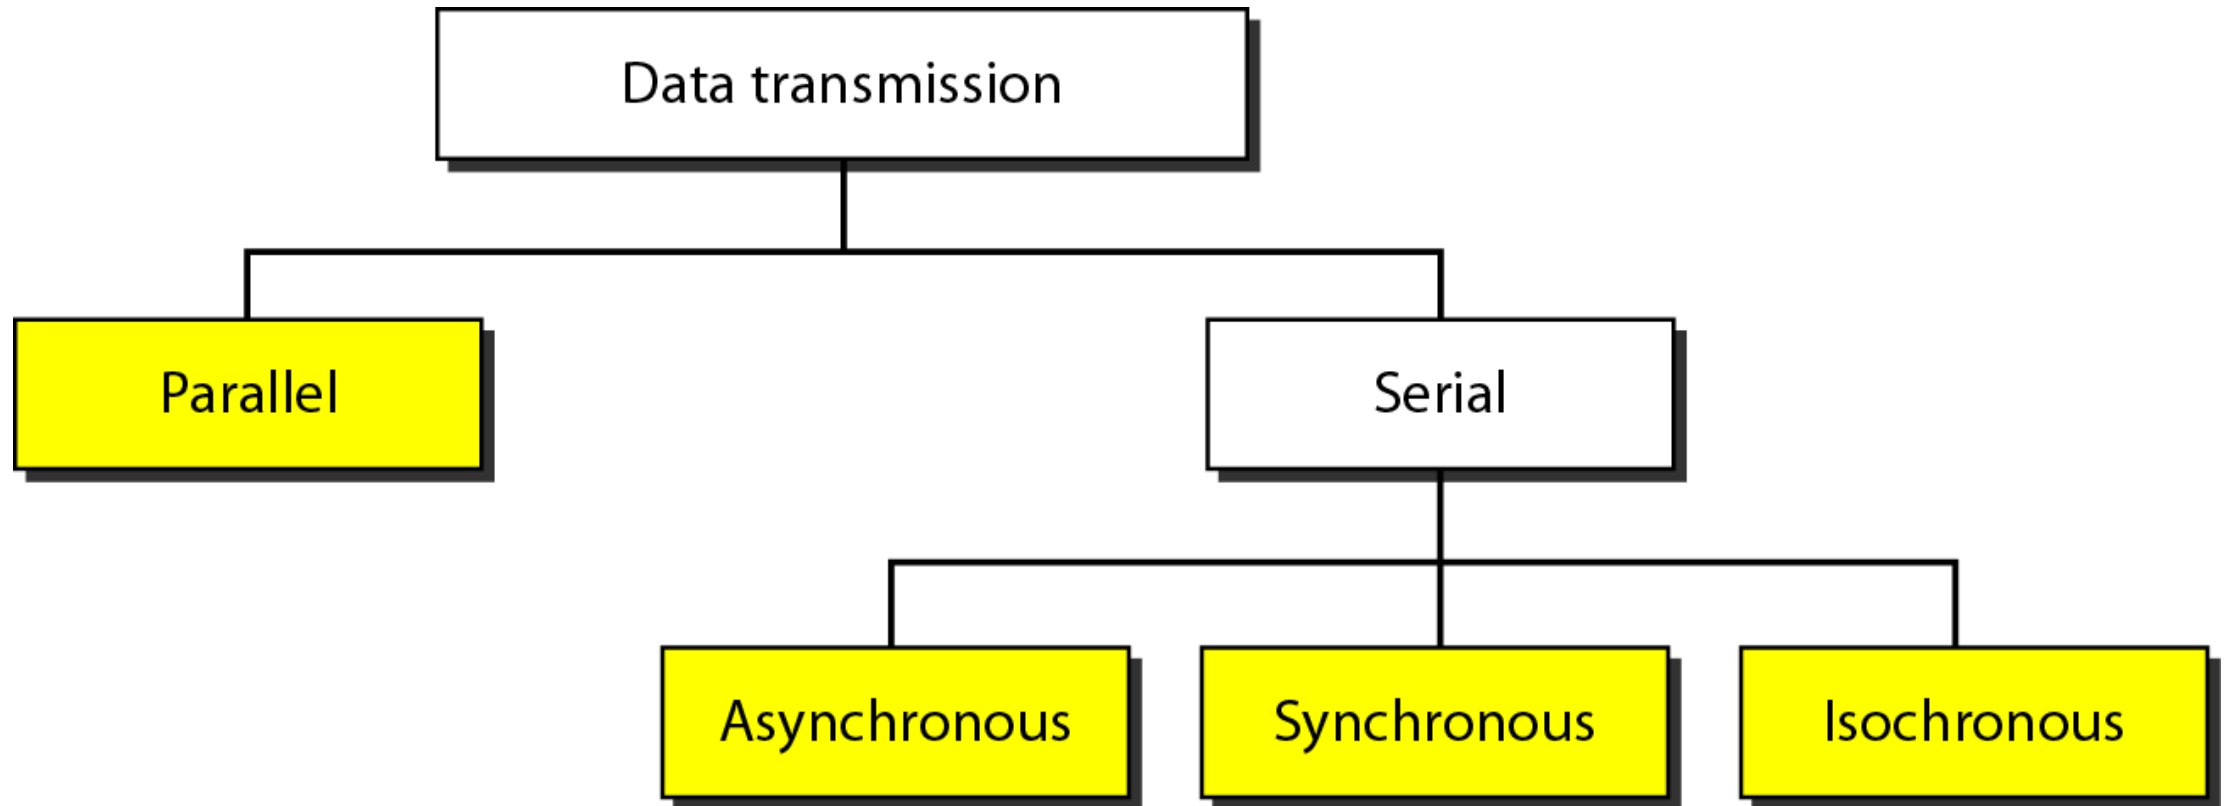 Data transmission
Parallel
Serial
Asynchronous
Synchronous
Isochronous